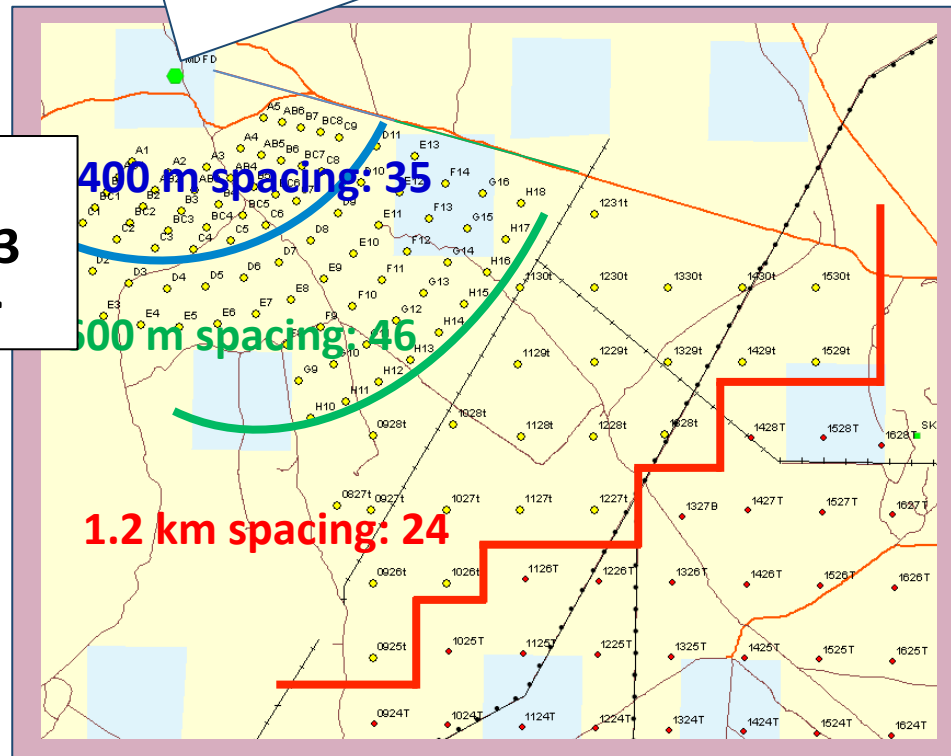 MDFD
A5 AB6 B7 BC8 C9
D11
E13
A4 AB5 B6 BC7 C8
A1 A2 A3
F14
G16
H18
400 m spacing: 35
D10 E12
1231t
BC1 B2 B3 B4 BC5 BC6
C1 BC2 BC3 BC4 C6 D9
E11 F13 G15
H17
C2 C3 C4 C5 D8
3
D2 D7 E10 F12 G14 H16
D3 D4 D5 D6 E9 F11
1130t 1230t 1330t 1430t 1530t
E8 F10 G13 H15
E3 E4 E5 E6 E7 F9 G12 H14
600 m spacing: 46
G10 H13
1129t 1229t 1329t 1429t 1529t
G9 H12
H10 H11
0928t 1028t 1128t 1228t 1328t 1428T 1528T 1628T SK
0827t 0927t 1027t 1127t 1227t 1327B 1427T 1527T 1627T
1.2 km spacing: 24
0926t 1026t 1126T 1226T 1326T 1426T 1526T 1626T
0925t 1025T 1125T 1225T 1325T 1425T 1525T 1625T
0924T 1024T 1124T 1224T 1324T 1424T 1524T 1624T